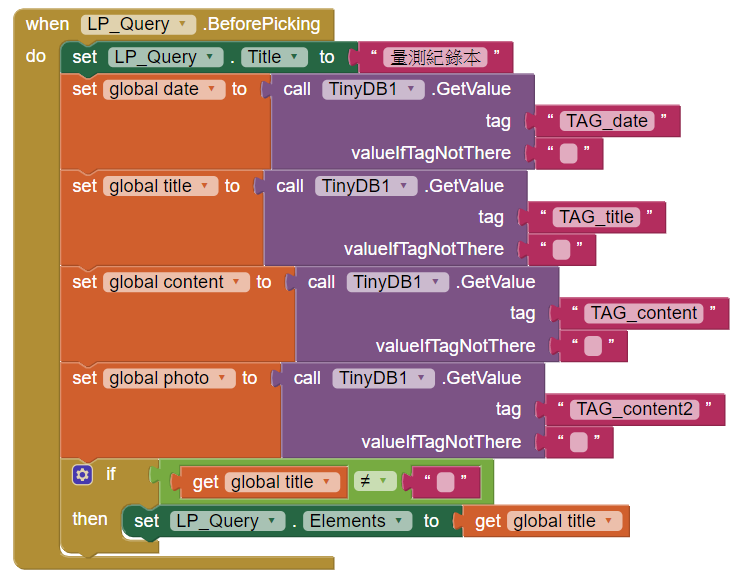 when LP_Query .BeforePicking
do set LP_Query . Title to “ 量測紀錄本 ”
set global date to call TinyDB1 .GetValue
tag “ TAG_date ”
valueIfTagNotThere “ ”
set global title to call TinyDB1 .GetValue
tag “ TAG_title ”
valueIfTagNotThere “ ”
set global content to call TinyDB1 .GetValue
tag “ TAG_content ”
valueIfTagNotThere “ ”
set global photo to call TinyDB1 .GetValue
tag “ TAG_content2 ”
valueIfTagNotThere “ ”
if get global title ≠ “ ”
then set LP_Query . Elements to get global title